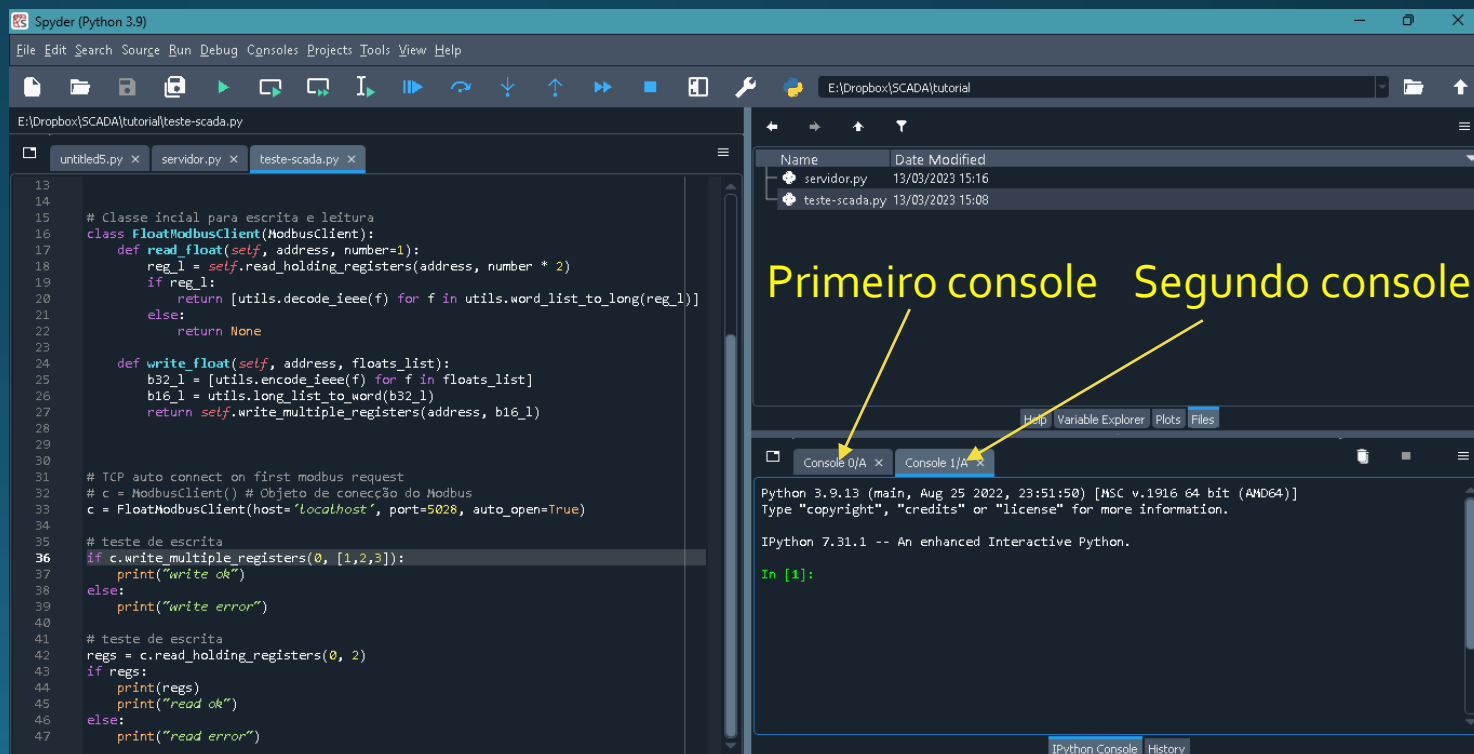 Spyder (Python 3.9)
File Edit Search Source Run Debug Consoles Projects Tools View Help
E:\Dropbox\SCADA\tutorial
E:\Dropbox\SCADA\tutorial\teste-scada.py
untitled5.py servidor.py teste-scada.py
13
14
15 # Classe incial para escrita e leitura
16 class FloatModbusClient(ModbusClient):
17 def read_float(self, address, number=1):
18 reg_l = self.read_holding_registers(address, number * 2)
19 if reg_l:
20 return [utils.decode_ieee(f) for f in utils.word_list_to_long(reg_l)]
21 else:
22 return None
23
24 def write_float(self, address, floats_list):
25 b32_l = [utils.encode_ieee(f) for f in floats_list]
26 b16_l = utils.long_list_to_word(b32_l)
27 return self.write_multiple_registers(address, b16_l)
28
29
30
31 # TCP auto connect on first modbus request
32 # c = ModbusClient() # Objeto de conecção do Modbus
33 c = FloatModbusClient(host='localhost', port=5028, auto_open=True)
34
35 # teste de escrita
36 if c.write_multiple_registers(0, [1,2,3]):
37 print("write ok")
38 else:
39 print("write error")
40
41 # teste de escrita
42 regs = c.read_holding_registers(0, 2)
43 if regs:
44 print(regs)
45 print("read ok")
46 else:
47 print("read error")
Name Date Modified
servidor.py 13/03/2023 15:16
teste-scada.py 13/03/2023 15:08
Primeiro console Segundo console
Help Variable Explorer Plots Files
Console 0/A Console 1/A
Python 3.9.13 (main, Aug 25 2022, 23:51:50) [MSC v.1916 64 bit (AMD64)]
Type "copyright", "credits" or "license" for more information.
IPython 7.31.1 -- An enhanced Interactive Python.
In [1]:
IPython Console History